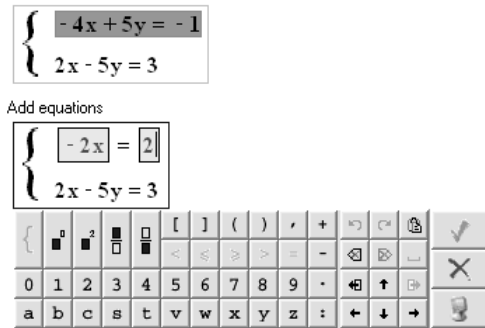 - 4x + 5y = - 1
2x - 5y = 3
Add equations
- 2x = 2
2x - 5y = 3
[ ] ( ) , +
< ≤ ≥ > = -
0 1 2 3 4 5 6 7 8 9 .
a b c s t v w x y z :